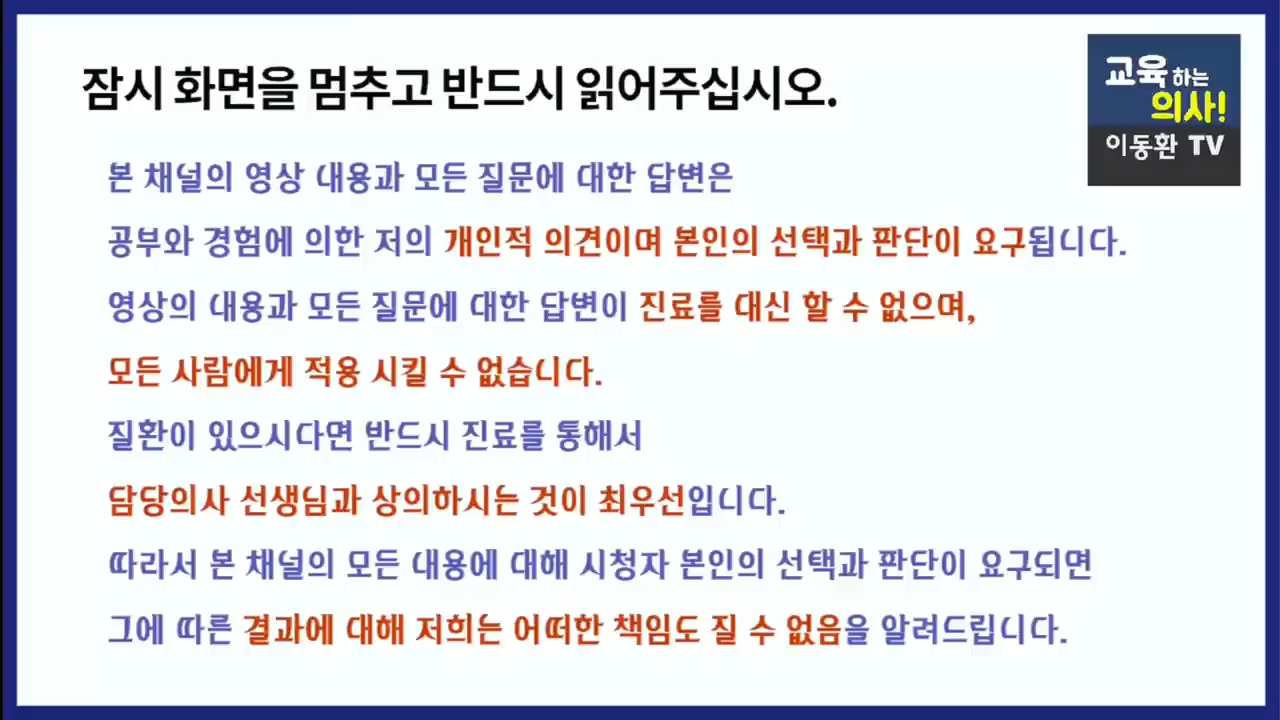 잠시 화면을 멈추고 반드시 읽어주십시오.
교육하는
의사!
이동환 TV
본 채널의 영상 내용과 모든 질문에 대한 답변은
공부와 경험에 의한 저의 개인적 의견이며 본인의 선택과 판단이 요구됩니다.
영상의 내용과 모든 질문에 대한 답변이 진료를 대신 할 수 없으며,
모든 사람에게 적용 시킬 수 없습니다.
질환이 있으시다면 반드시 진료를 통해서
담당의사 선생님과 상의하시는 것이 최우선입니다.
따라서 본 채널의 모든 내용에 대해 시청자 본인의 선택과 판단이 요구되면
그에 따른 결과에 대해 저희는 어떠한 책임도 질 수 없음을 알려드립니다.